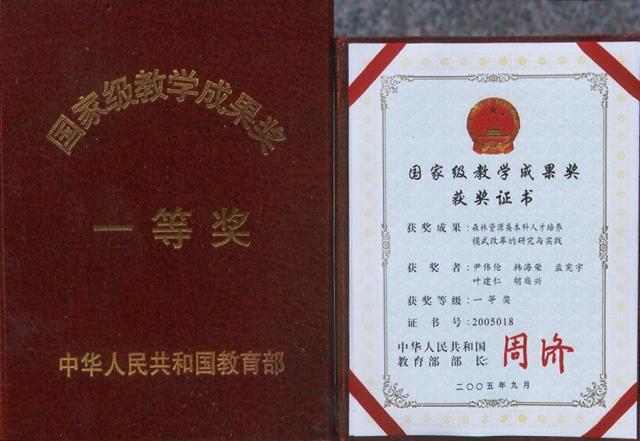 国家级教学成果奖
一等奖
中华人民共和国教育部
国家级教学成果奖
获奖证书
获奖成果：森林资源类本科人才培养
模式改革的研究与实践
获奖者：尹伟伦 韩海荣 孟宪宇
叶建仁 胡庭兴
获奖等级：一等奖
证书号：2005018
中华人民共和国
教育部部长：周济
二〇〇五年九月